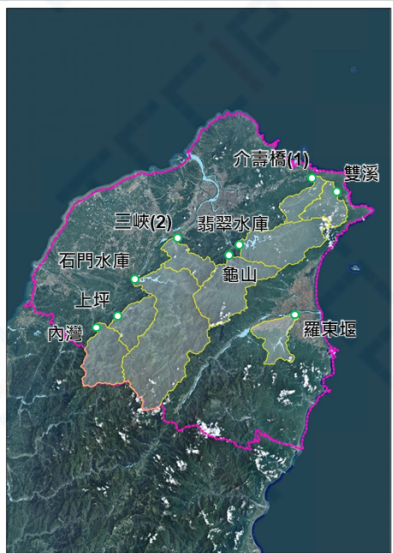 介壽橋(1)
雙溪
三峽(2)
翡翠水庫
石門水庫
龜山
上坪
內灣
羅東堰